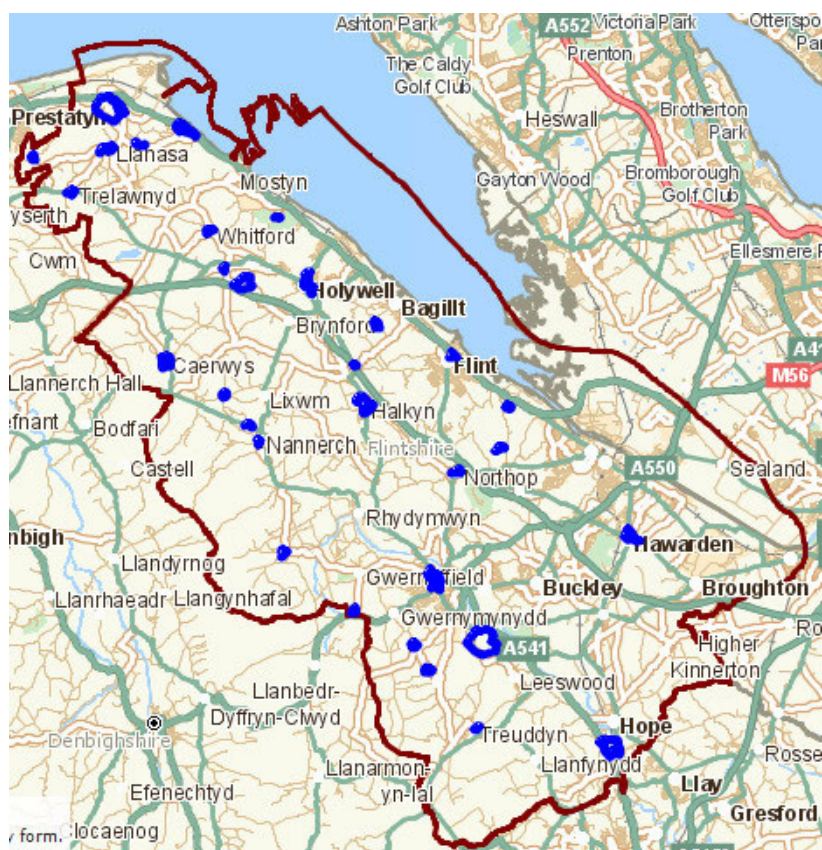 Ashton Park
A552
Victoria Park
Prenton
The Caldy
Golf Club
Brotherton
Park
Heswall
Prestatyn
Llanasa
Mostyn
Gayton Wood
Bromborough
Golf Club
Trelawnyd
yserth
Whitford
Cwm
Ellesmere P
Holywell
Bagillt
Brynford
Flint
A41
M56
Caerwys
Llannerch Hall
Lixwm
Halkyn
efnant
Bodfari
Nannerch
Flintshire
Castell
Northop
A550
Sealand
Rhydymwyn
nbigh
Llandyrnog
Hawarden
Gwernaffield
Buckley
Broughton
Llanrhaeadr
Llangynhafal
Gwernymynydd
A541
Higher
Kinnerton
Ro
Llanbedr-
Dyffryn-Clwyd
Leeswood
Denbighshire
Treuddyn
Hope
Rosse
Llanarmon-
yn-Ial
Llanfynydd
Llay
Efenechtyd
Gresford
y form.
Clocaenog